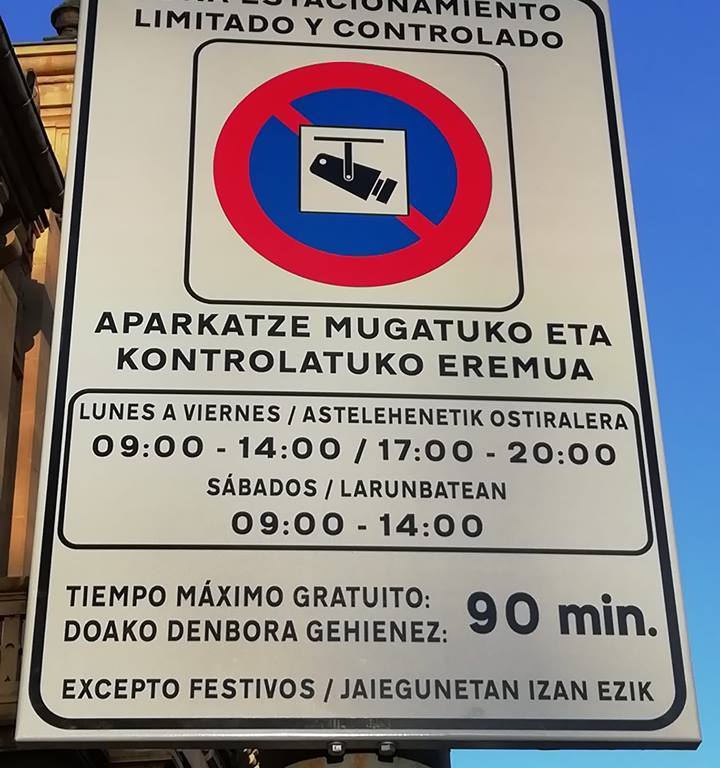 ESTACIONAMIENTO
LIMITADO Y CONTROLADO
APARKATZE MUGATUKO ETA
KONTROLATUKO EREMUA
LUNES A VIERNES / ASTELEHENETIK OSTIRALERA
09:00 - 14:00 / 17:00 - 20:00
SÁBADOS / LARUNBATEAN
09:00 - 14:00
TIEMPO MÁXIMO GRATUITO: 90 min.
DOAKO DENBORA GEHIENEZ:
EXCEPTO FESTIVOS / JAIEGUNETAN IZAN EZIK